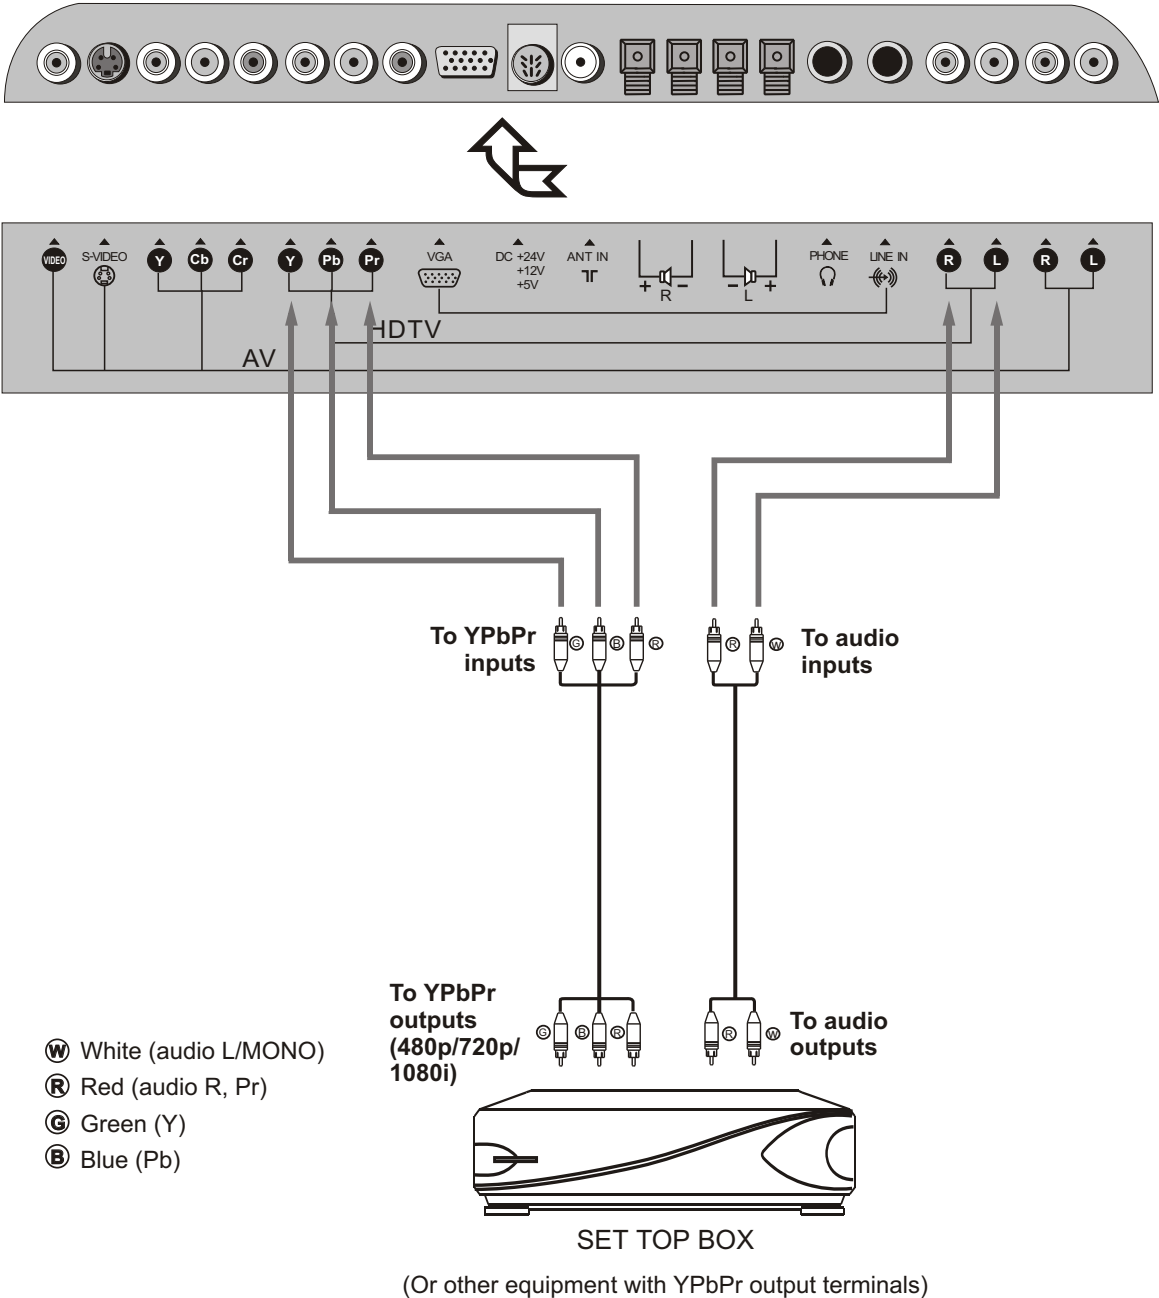 VIDEO S-VIDEO Y Cb Cr Y Pb Pr VGA DC +24V ANT IN PHONE LINE IN R L R L
+12V
+5V
+ R - - L +
HDTV
AV
To YPbPr
inputs
G B R R W
To audio
inputs
To YPbPr
outputs
(480p/720p/
1080i)
G B R R W
To audio
outputs
W White (audio L/MONO)
R Red (audio R, Pr)
G Green (Y)
B Blue (Pb)
SET TOP BOX
(Or other equipment with YPbPr output terminals)